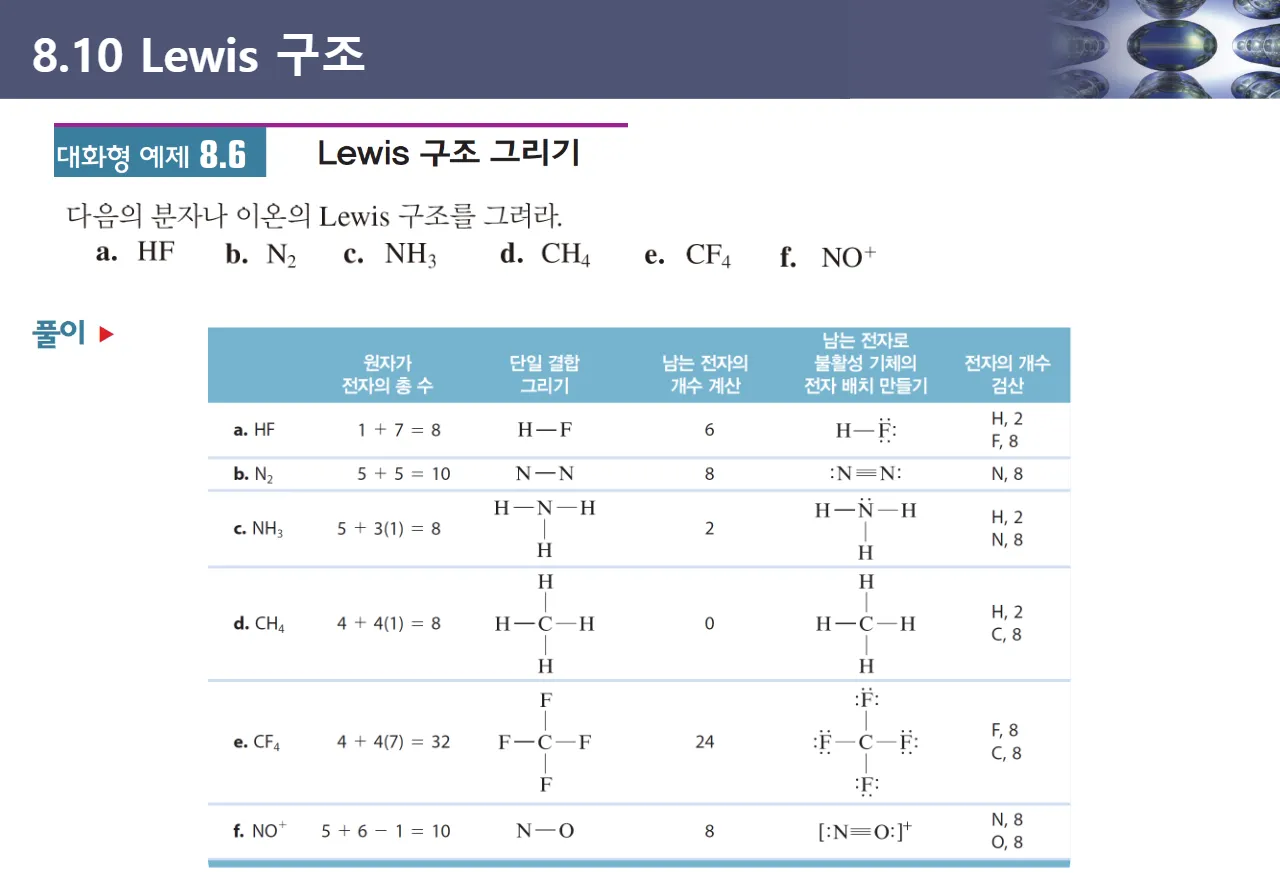 8.10 Lewis 구조
대화형 예제 8.6 Lewis 구조 그리기
다음의 분자나 이온의 Lewis 구조를 그려라.
a. HF b. N₂ c. NH₃ d. CH₄ e. CF₄ f. NO⁺
풀이 ▶
원자가 전자의 총 수
단일 결합 그리기
남는 전자의 개수 계산
남는 전자로 불활성 기체의 전자 배치 만들기
전자의 개수 검산
a. HF 1 + 7 = 8 H—F 6 H—F̤̈: H, 2
F, 8
b. N₂ 5 + 5 = 10 N—N 8 :N≡N: N, 8
c. NH₃ 5 + 3(1) = 8 H—N—H 2 H—N̈—H H, 2
| | N, 8
H H
H H
| |
d. CH₄ 4 + 4(1) = 8 H—C—H 0 H—C—H H, 2
| | C, 8
H H
F :F̈:
| |
e. CF₄ 4 + 4(7) = 32 F—C—F 24 :F̤̈—C—F̤̈: F, 8
| | C, 8
F :F̤:
f. NO⁺ 5 + 6 − 1 = 10 N—O 8 [:N≡O:]⁺ N, 8
O, 8